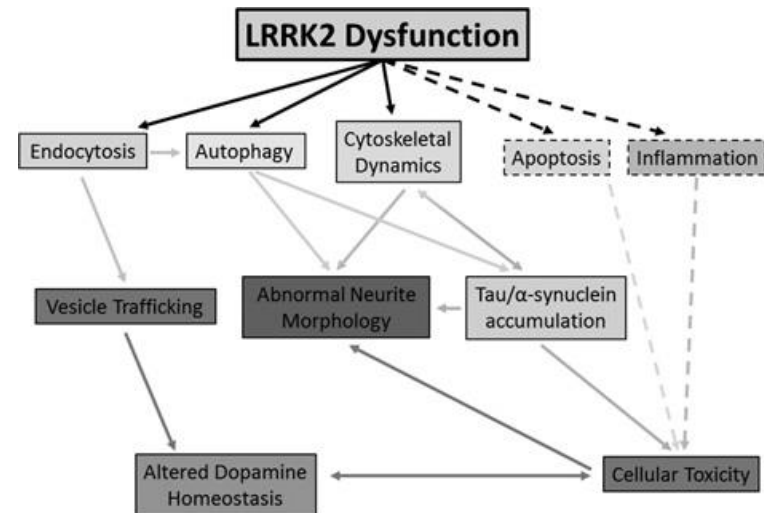 LRRK2 Dysfunction
Endocytosis
Autophagy
Cytoskeletal
Dynamics
Apoptosis
Inflammation
Vesicle Trafficking
Abnormal Neurite
Morphology
Tau/α-synuclein
accumulation
Altered Dopamine
Homeostasis
Cellular Toxicity